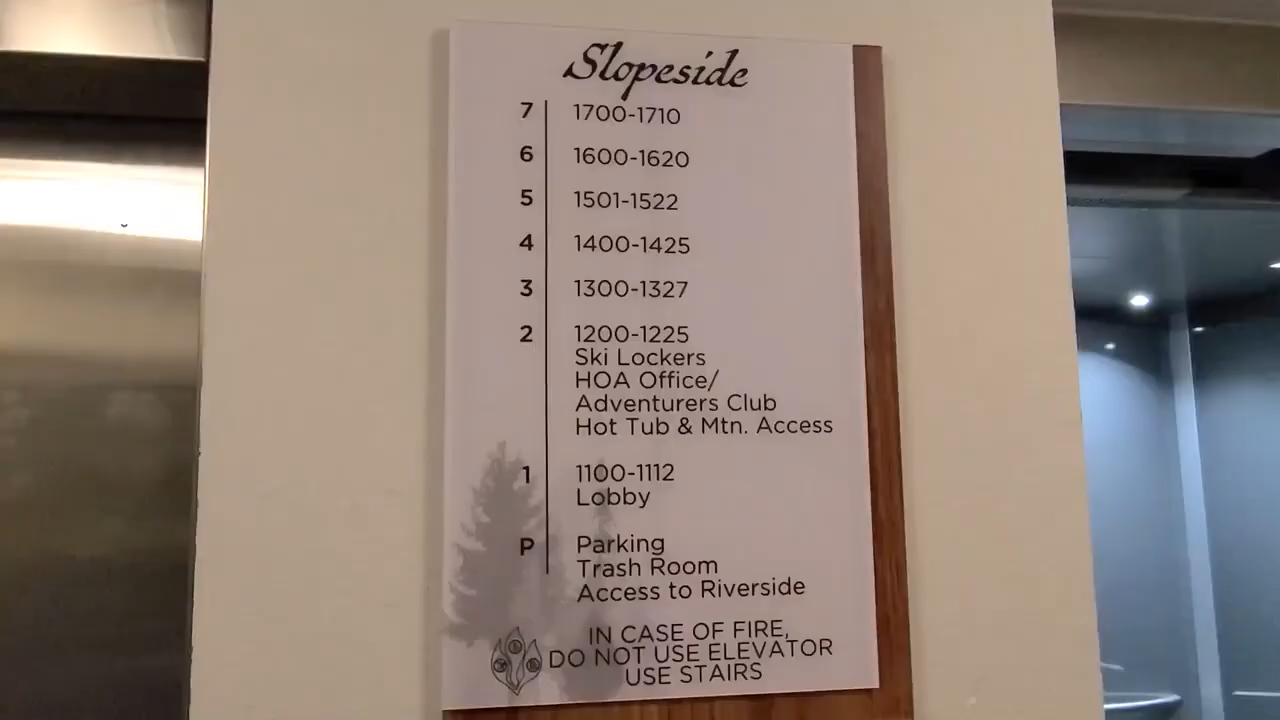 Slopeside
7 1700-1710
6 1600-1620
5 1501-1522
4 1400-1425
3 1300-1327
2 1200-1225
Ski Lockers
HOA Office/
Adventurers Club
Hot Tub & Mtn. Access
1 1100-1112
Lobby
P Parking
Trash Room
Access to Riverside
IN CASE OF FIRE,
DO NOT USE ELEVATOR
USE STAIRS